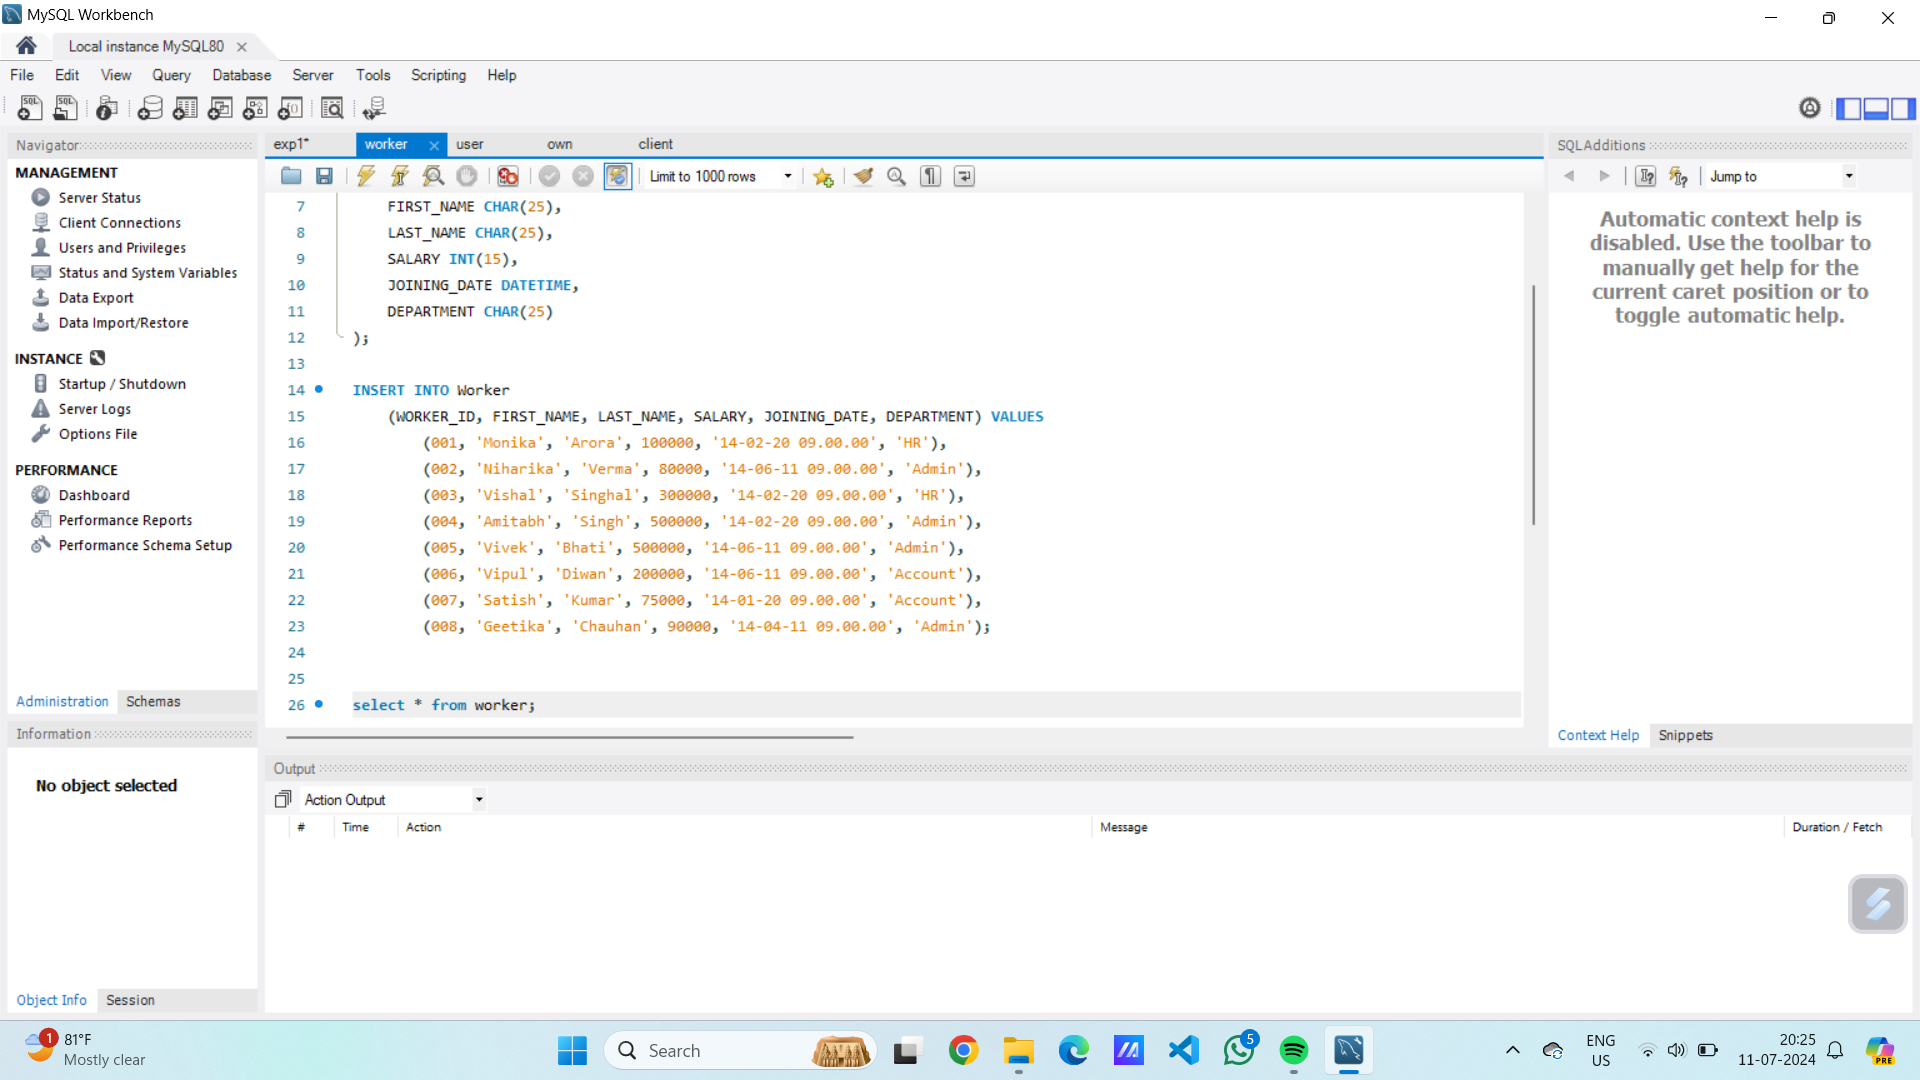 MySQL Workbench
Local instance MySQL80
File Edit View Query Database Server Tools Scripting Help
Navigator
MANAGEMENT
Server Status
Client Connections
Users and Privileges
Status and System Variables
Data Export
Data Import/Restore
INSTANCE
Startup / Shutdown
Server Logs
Options File
PERFORMANCE
Dashboard
Performance Reports
Performance Schema Setup
Administration Schemas
Information
No object selected
Object Info Session
exp1* worker user own client
Limit to 1000 rows
7 FIRST_NAME CHAR(25),
8 LAST_NAME CHAR(25),
9 SALARY INT(15),
10 JOINING_DATE DATETIME,
11 DEPARTMENT CHAR(25)
12 );
13
14 INSERT INTO Worker
15 (WORKER_ID, FIRST_NAME, LAST_NAME, SALARY, JOINING_DATE, DEPARTMENT) VALUES
16 (001, 'Monika', 'Arora', 100000, '14-02-20 09.00.00', 'HR'),
17 (002, 'Niharika', 'Verma', 80000, '14-06-11 09.00.00', 'Admin'),
18 (003, 'Vishal', 'Singhal', 300000, '14-02-20 09.00.00', 'HR'),
19 (004, 'Amitabh', 'Singh', 500000, '14-02-20 09.00.00', 'Admin'),
20 (005, 'Vivek', 'Bhati', 500000, '14-06-11 09.00.00', 'Admin'),
21 (006, 'Vipul', 'Diwan', 200000, '14-06-11 09.00.00', 'Account'),
22 (007, 'Satish', 'Kumar', 75000, '14-01-20 09.00.00', 'Account'),
23 (008, 'Geetika', 'Chauhan', 90000, '14-04-11 09.00.00', 'Admin');
24
25
26 select * from worker;
SQLAdditions
Jump to
Automatic context help is
disabled. Use the toolbar to
manually get help for the
current caret position or to
toggle automatic help.
Context Help Snippets
Output
Action Output
# Time Action Message Duration / Fetch
1
81°F
Mostly clear
Search
5
ENG
US
20:25
11-07-2024
PRE